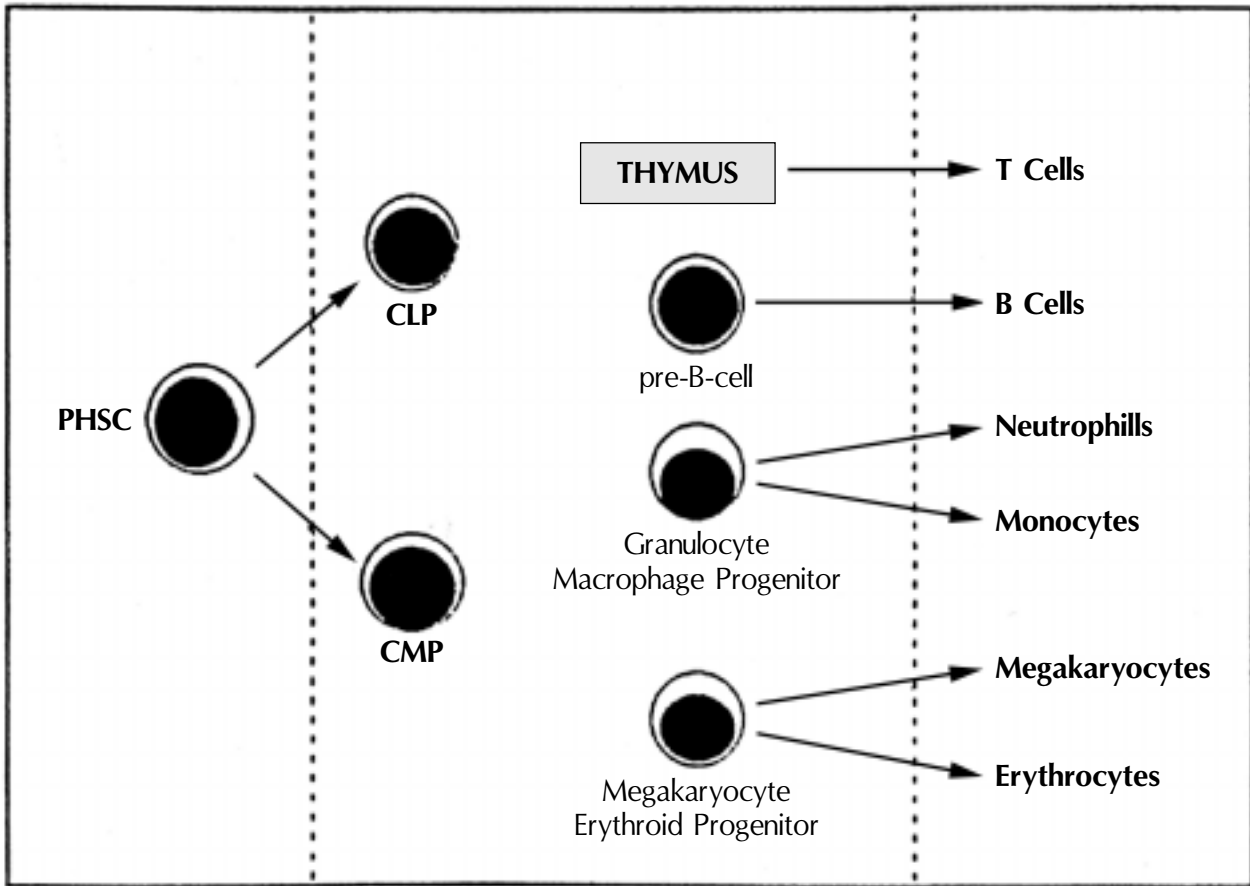 THYMUS
T Cells
CLP
B Cells
pre-B-cell
PHSC
Neutrophills
Monocytes
Granulocyte
Macrophage Progenitor
CMP
Megakaryocytes
Erythrocytes
Megakaryocyte
Erythroid Progenitor